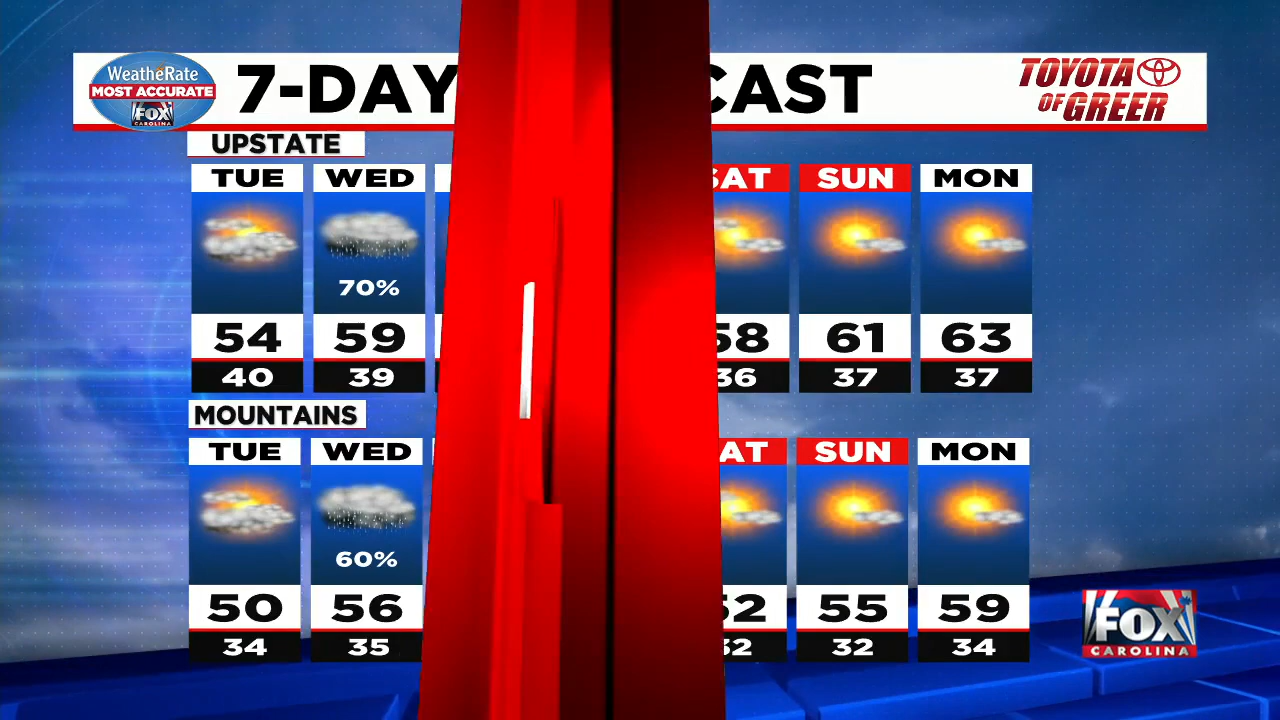 WeatheRate
MOST ACCURATE
FOX
CAROLINA
7-DAY CAST
TOYOTA
OF GREER
UPSTATE
TUE WED SAT SUN MON
70%
54 59 58 61 63
40 39 36 37 37
MOUNTAINS
TUE WED AT SUN MON
60%
50 56 52 55 59
34 35 32 32 34
FOX
CAROLINA